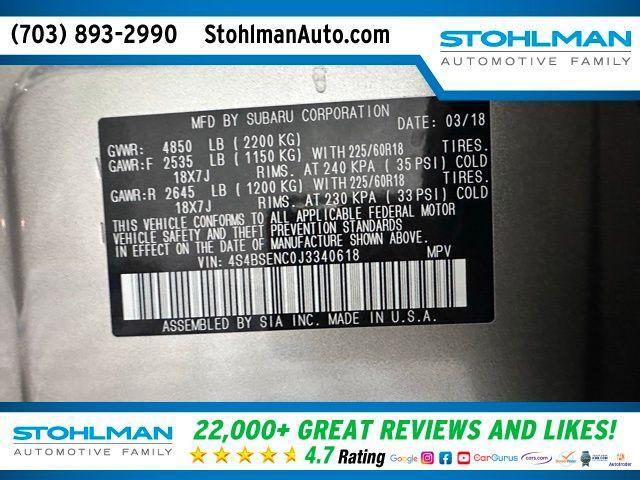 (703) 893-2990 StohlmanAuto.com
STOHLMAN
AUTOMOTIVE FAMILY
MFD BY SUBARU CORPORATION
DATE: 03/18
GVWR: 4850 LB (2200 KG)
GAWR:F 2535 LB (1150 KG) WITH 225/60R18 TIRES.
18X7J RIMS. AT 240 KPA (35 PSI) COLD
GAWR:R 2645 LB (1200 KG) WITH 225/60R18 TIRES.
18X7J RIMS. AT 230 KPA (33 PSI) COLD
THIS VEHICLE CONFORMS TO ALL APPLICABLE FEDERAL MOTOR
VEHICLE SAFETY AND THEFT PREVENTION STANDARDS
IN EFFECT ON THE DATE OF MANUFACTURE SHOWN ABOVE.
VIN: 4S4BSENC0J3340618 MPV
ASSEMBLED BY SIA INC. MADE IN U.S.A.
STOHLMAN
AUTOMOTIVE FAMILY
22,000+ GREAT REVIEWS AND LIKES!
4.7 Rating Google CarGurus cars.com Autotrader